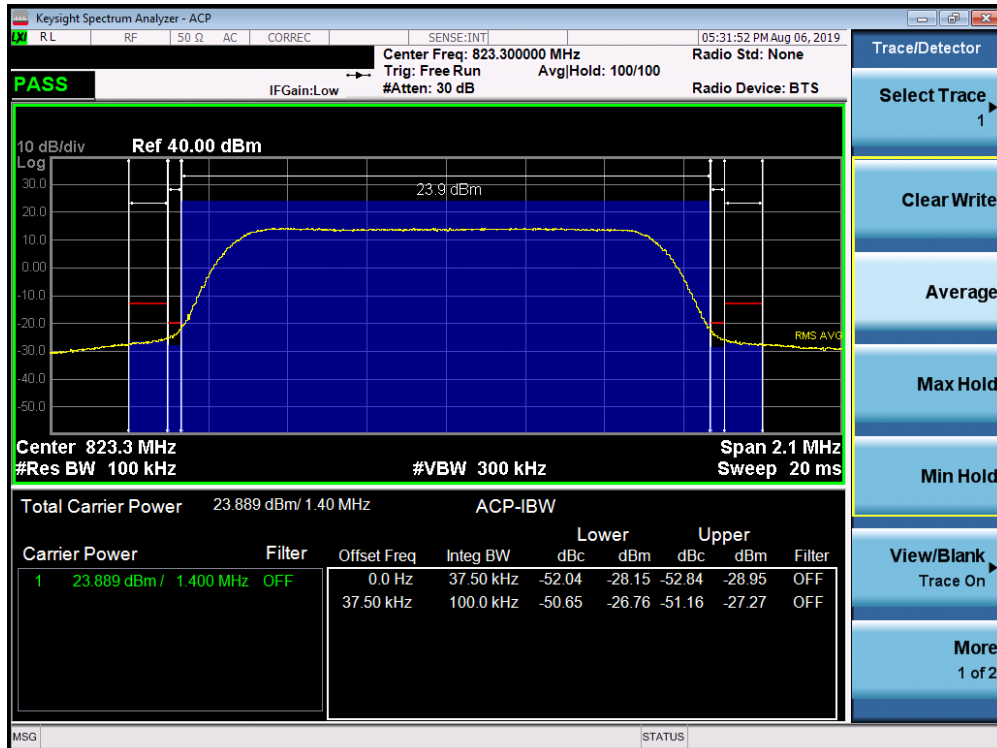 Keysight Spectrum Analyzer - ACP
LXI RL RF 50 Ω AC CORREC SENSE:INT 05:31:52 PM Aug 06, 2019
Center Freq: 823.300000 MHz Radio Std: None
Trig: Free Run Avg|Hold: 100/100
PASS IFGain:Low #Atten: 30 dB Radio Device: BTS
10 dB/div Ref 40.00 dBm
Log
30.0
23.9 dBm
20.0
10.0
0.00
-10.0
-20.0
RMS AVG
-30.0
-40.0
-50.0
Center 823.3 MHz Span 2.1 MHz
#Res BW 100 kHz #VBW 300 kHz Sweep 20 ms
Total Carrier Power 23.889 dBm/ 1.40 MHz ACP-IBW
Lower Upper
Carrier Power Filter Offset Freq Integ BW dBc dBm dBc dBm Filter
1 23.889 dBm / 1.400 MHz OFF 0.0 Hz 37.50 kHz -52.04 -28.15 -52.84 -28.95 OFF
37.50 kHz 100.0 kHz -50.65 -26.76 -51.16 -27.27 OFF
MSG STATUS
Trace/Detector
Select Trace
1
Clear Write
Average
Max Hold
Min Hold
View/Blank
Trace On
More
1 of 2